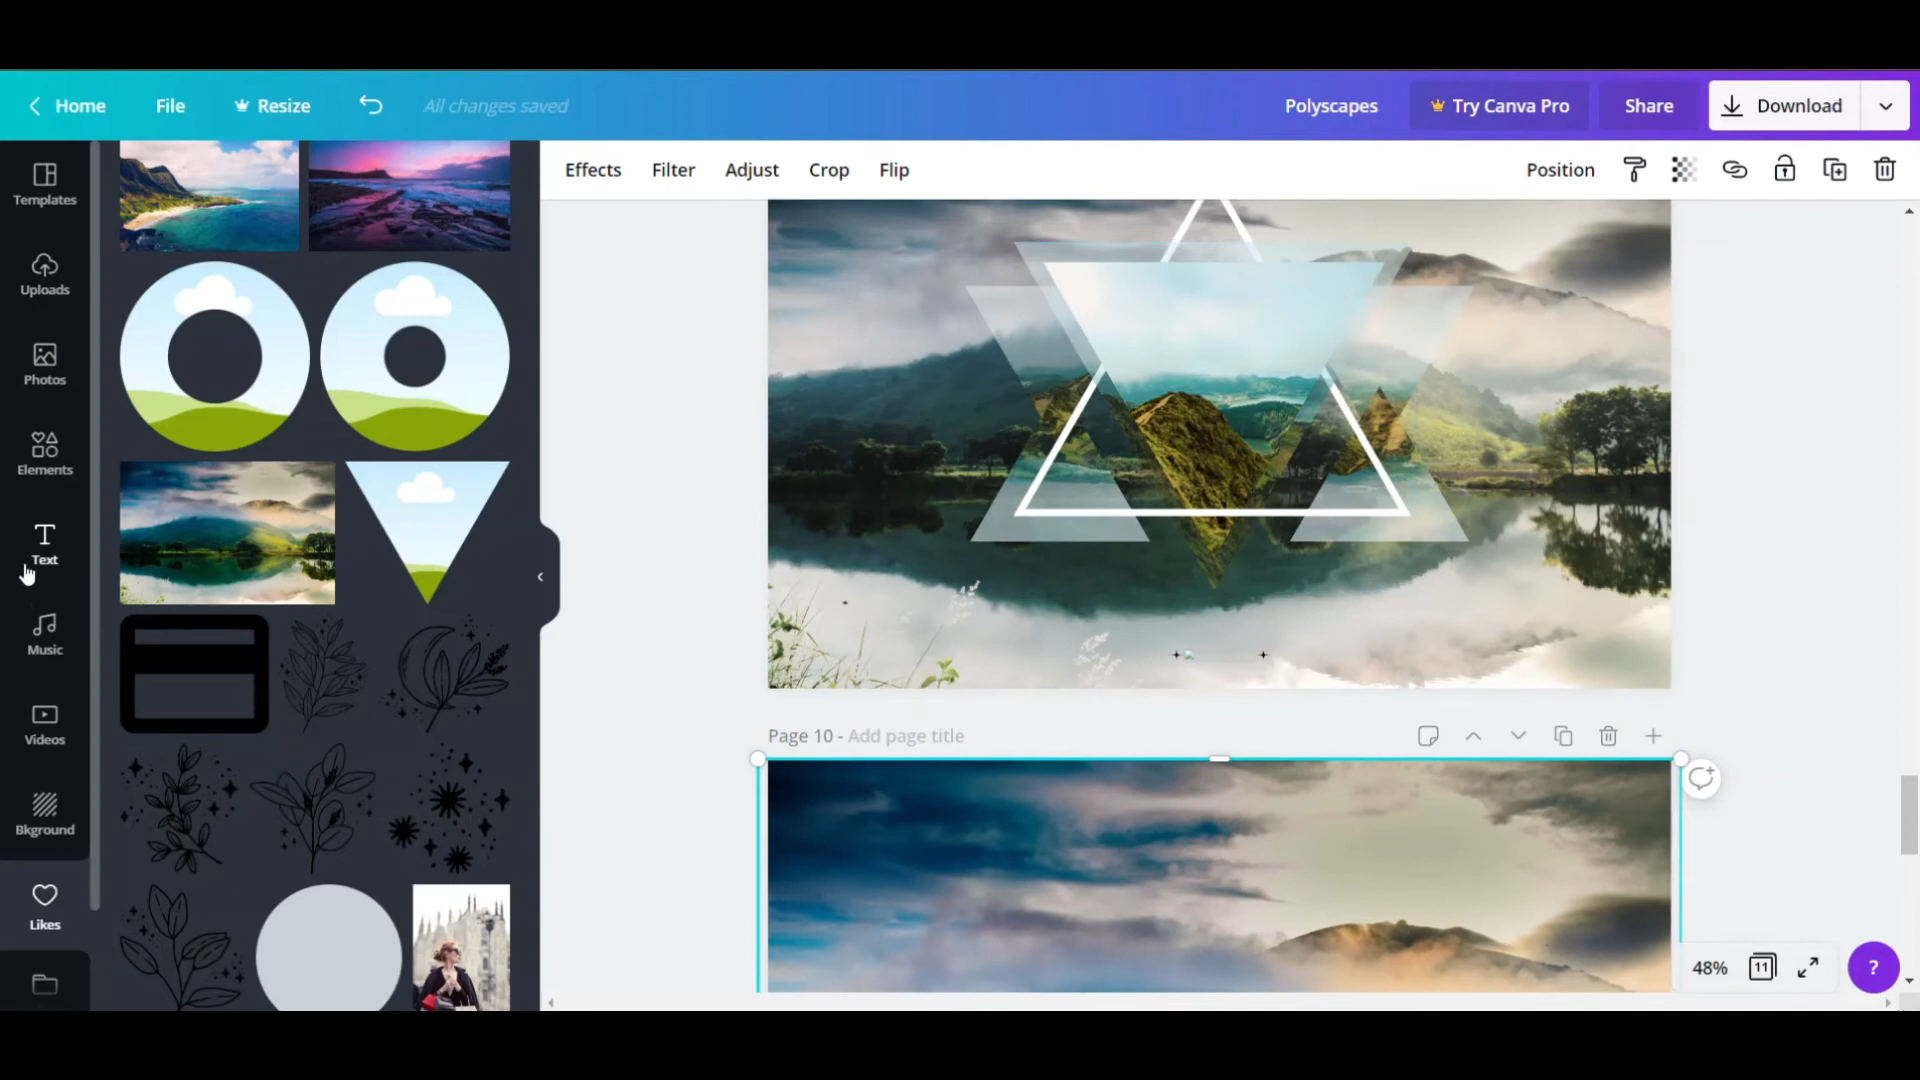 Home File Resize All changes saved Polyscapes Try Canva Pro Share Download
Effects Filter Adjust Crop Flip Position
Templates
Uploads
Photos
Elements
Text
Music
Videos
Bkground
Likes
Page 10 - Add page title
48% 11 ?